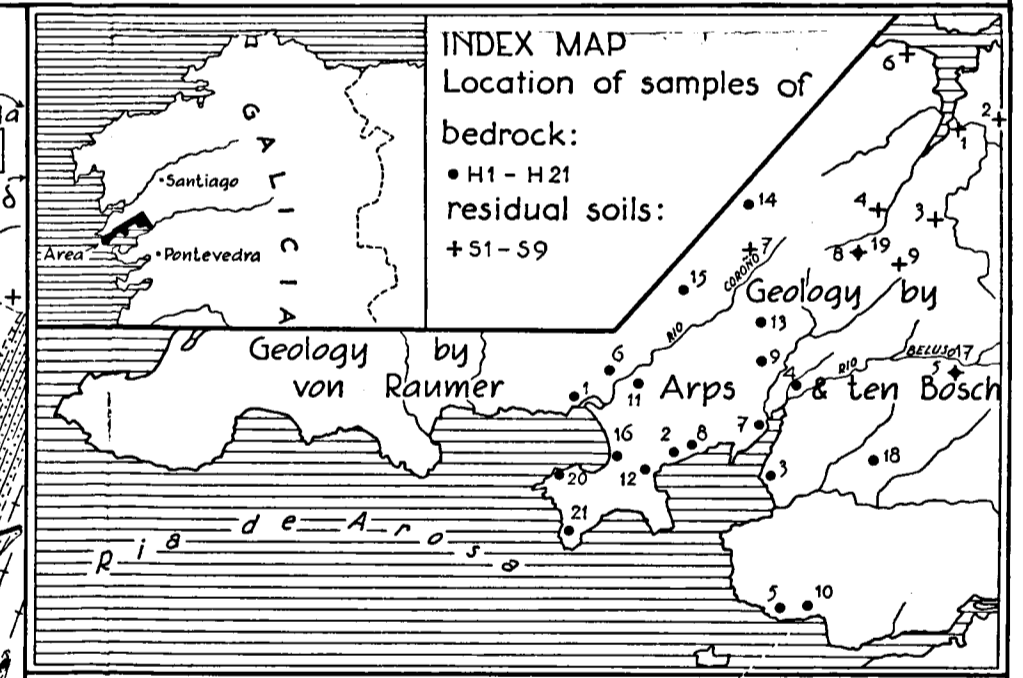 INDEX MAP
Location of samples of
bedrock:
• H1 - H21
residual soils:
+ S1 - S9
GALICIA
Santiago
Area
Pontevedra
Geology by
von Raumer
Geology by
Arps & ten Bosch
RIO COROÑO
RIO BELUSO
Ria de Arosa
6
2
1
14
4
3
7
8
19
9
15
13
6
9
17
5
4
11
1
7
16
2
8
18
12
3
20
21
5
10
a
δ